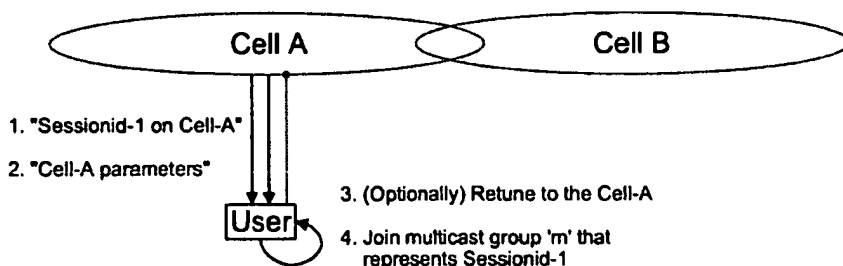 Cell A
Cell B
1. "Sessionid-1 on Cell-A"
2. "Cell-A parameters"
User
3. (Optionally) Retune to the Cell-A
4. Join multicast group 'm' that
represents Sessionid-1